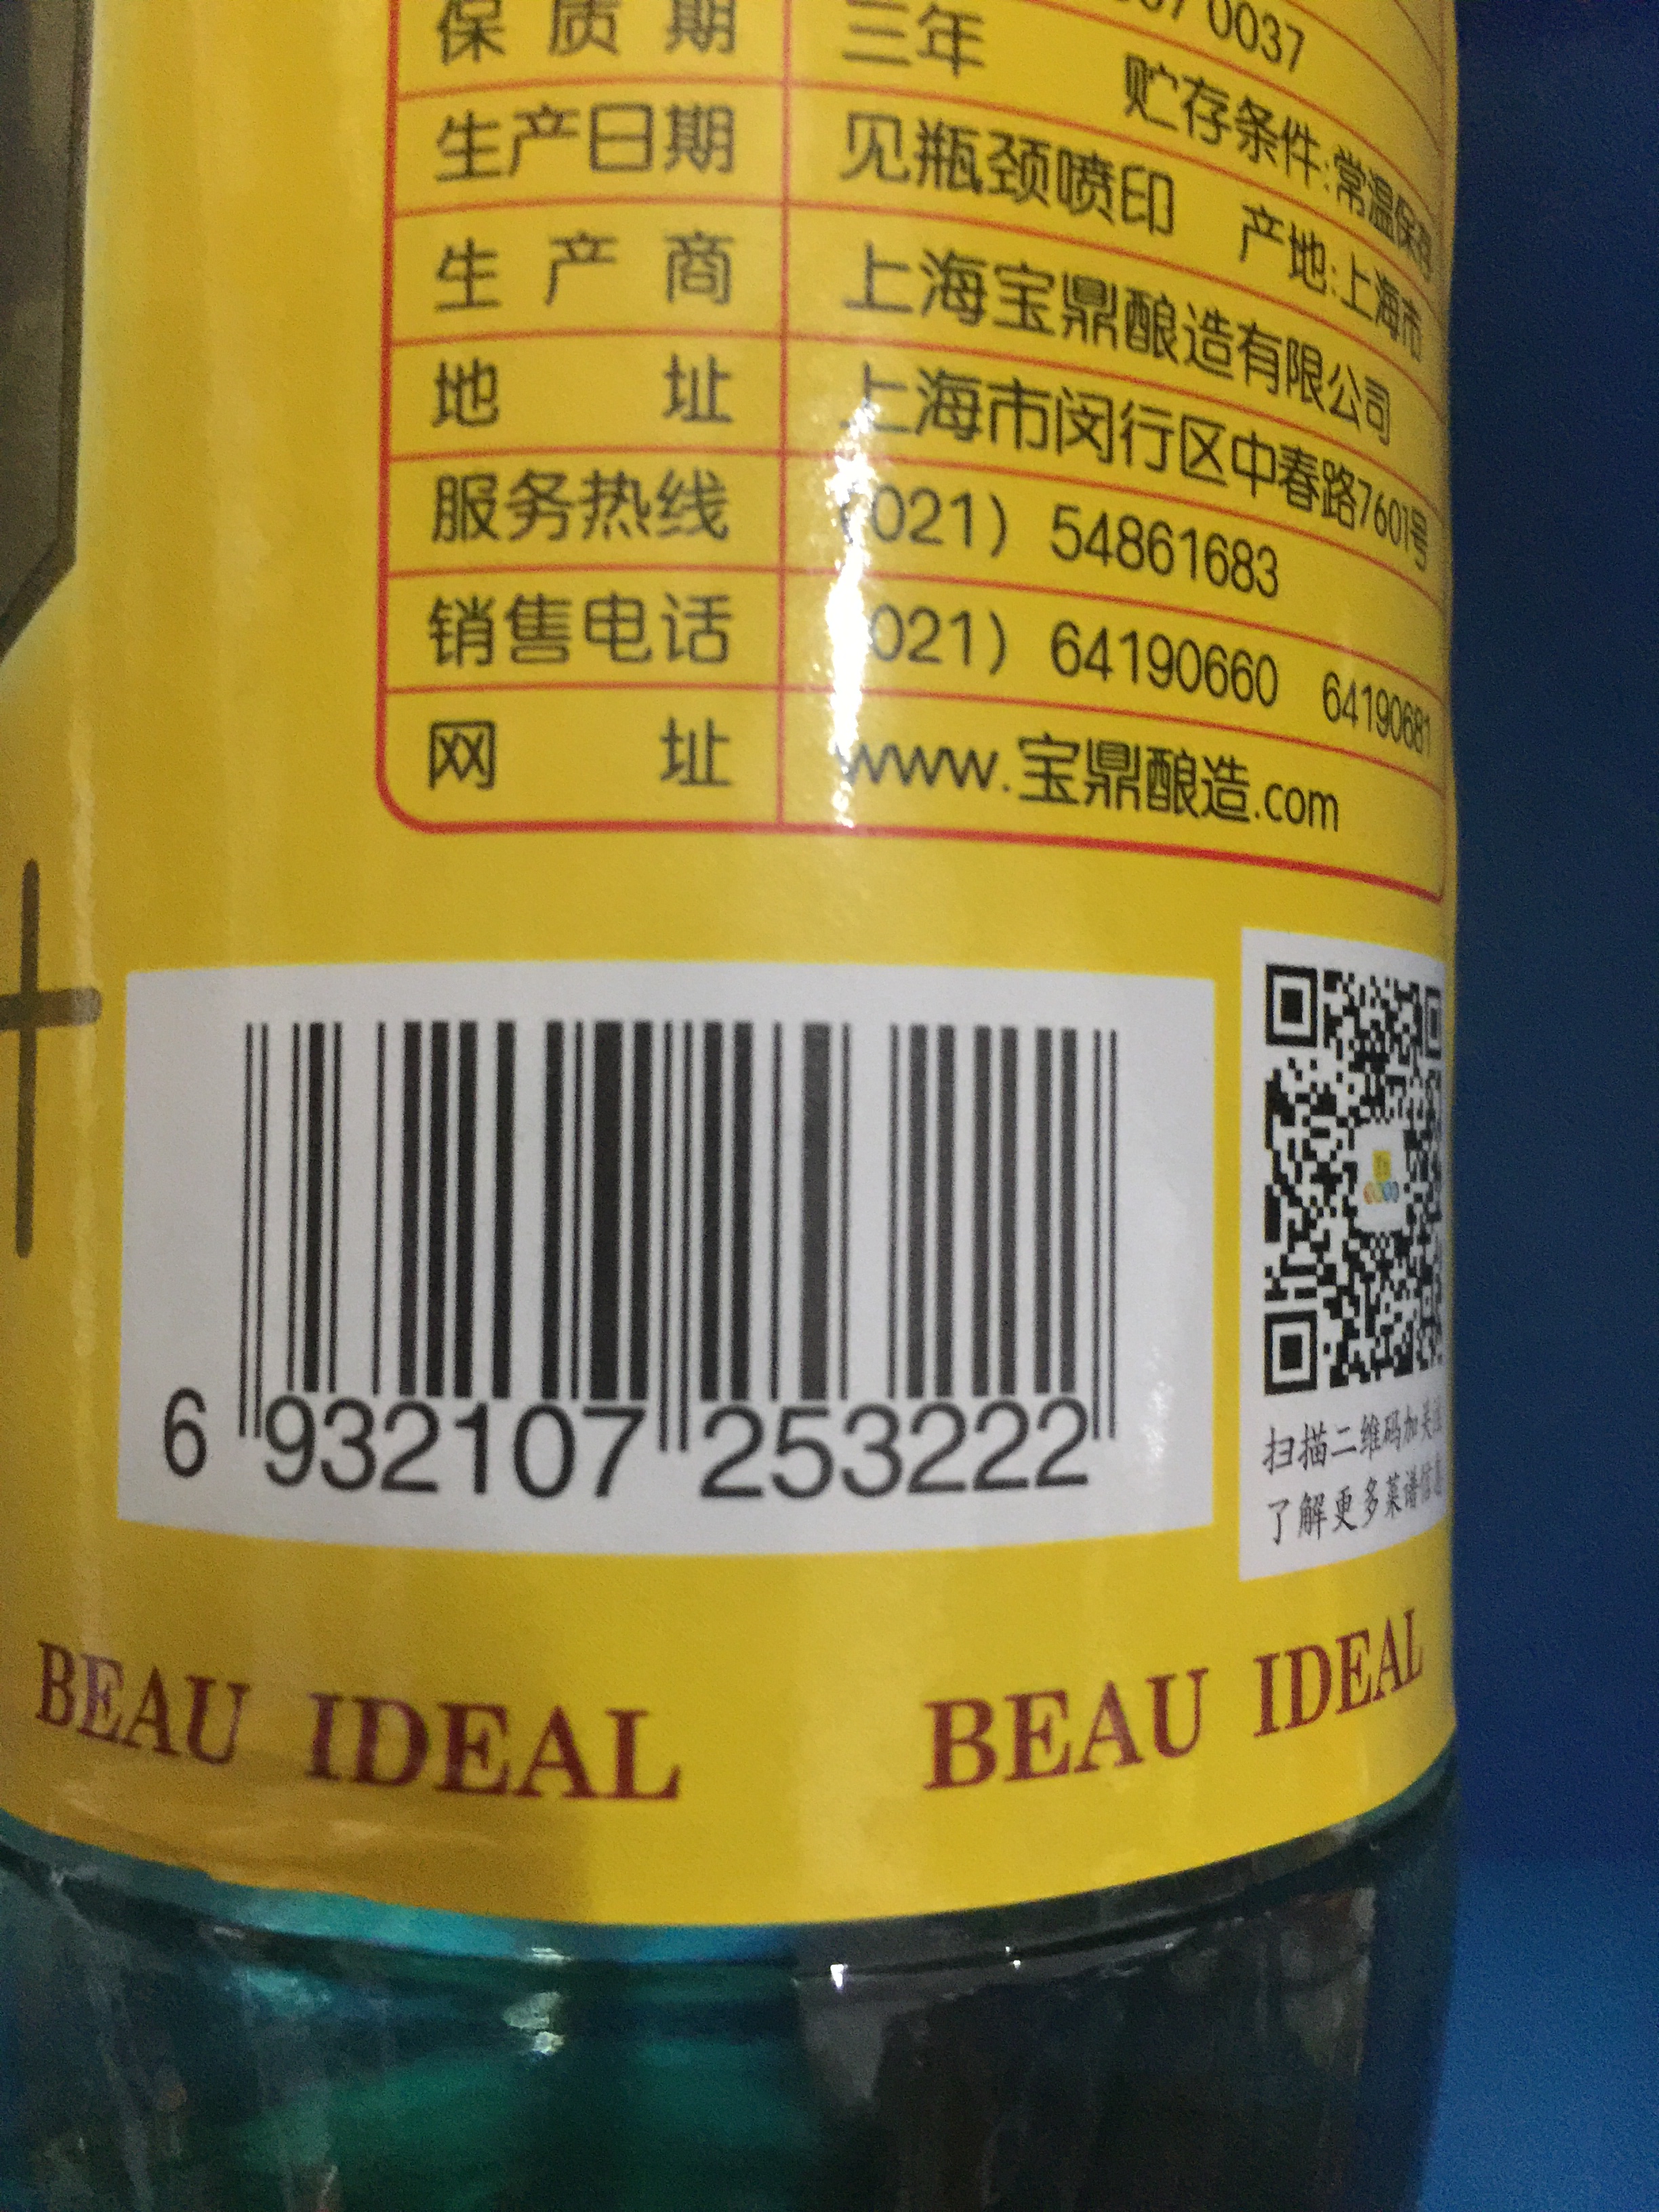 0037
保质期 三年 贮存条件:常温保存
生产日期 见瓶颈喷印 产地:上海市
生产商 上海宝鼎酿造有限公司
地址 上海市闵行区中春路7601号
服务热线 (021) 54861683
销售电话 (021) 64190660 64190681
网址 www.宝鼎酿造.com
6 932107 253222
扫描二维码加关
了解更多菜谱信息
BEAU IDEAL BEAU IDEAL